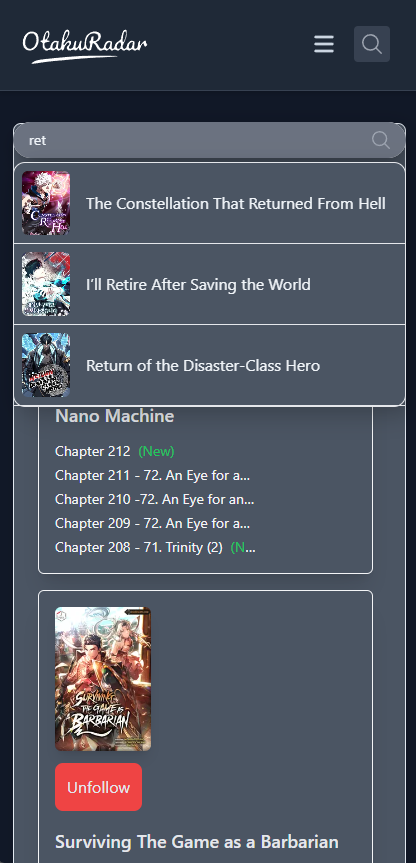 OtakuRadar
ret
The Constellation That Returned From Hell
I'll Retire After Saving the World
Return of the Disaster-Class Hero
Nano Machine
Chapter 212 (New)
Chapter 211 - 72. An Eye for a...
Chapter 210 -72. An Eye for an...
Chapter 209 - 72. An Eye for a...
Chapter 208 - 71. Trinity (2) (N...
SURVIVING
THE GAME AS A
BARBARIAN
Unfollow
Surviving The Game as a Barbarian